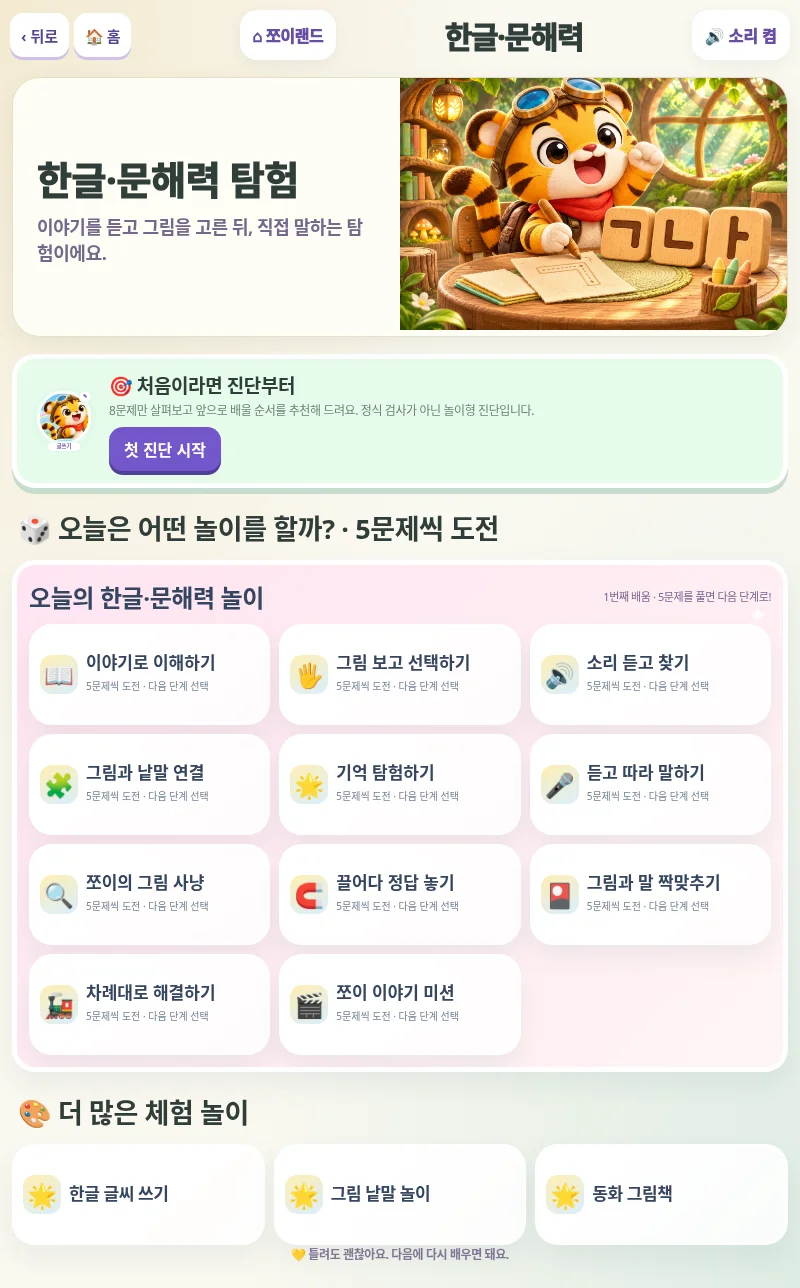 ‹ 뒤로
🏠 홈
⌂ 쪼이랜드
한글·문해력
🔊 소리 켬
한글·문해력 탐험
이야기를 듣고 그림을 고른 뒤, 직접 말하는 탐
험이에요.
ㄱ ㄴ ㅏ
🎯 처음이라면 진단부터
8문제만 살펴보고 앞으로 배울 순서를 추천해 드려요. 정식 검사가 아닌 놀이형 진단입니다.
글쓰기
첫 진단 시작
🎲 오늘은 어떤 놀이를 할까? · 5문제씩 도전
오늘의 한글·문해력 놀이
1번째 배움 · 5문제를 풀면 다음 단계로!
📖 이야기로 이해하기
5문제씩 도전 · 다음 단계 선택
🖐 그림 보고 선택하기
5문제씩 도전 · 다음 단계 선택
🔊 소리 듣고 찾기
5문제씩 도전 · 다음 단계 선택
🧩 그림과 낱말 연결
5문제씩 도전 · 다음 단계 선택
🌟 기억 탐험하기
5문제씩 도전 · 다음 단계 선택
🎤 듣고 따라 말하기
5문제씩 도전 · 다음 단계 선택
🔍 쪼이의 그림 사냥
5문제씩 도전 · 다음 단계 선택
🧲 끌어다 정답 놓기
5문제씩 도전 · 다음 단계 선택
🎴 그림과 말 짝맞추기
5문제씩 도전 · 다음 단계 선택
🚂 차례대로 해결하기
5문제씩 도전 · 다음 단계 선택
🎬 쪼이 이야기 미션
5문제씩 도전 · 다음 단계 선택
🎨 더 많은 체험 놀이
🌟 한글 글씨 쓰기
🌟 그림 낱말 놀이
🌟 동화 그림책
💛 틀려도 괜찮아요. 다음에 다시 배우면 돼요.